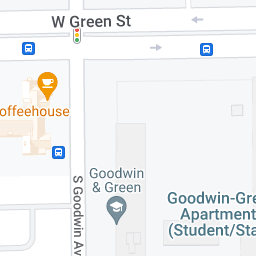 W Green St
offeehouse
Goodwin
& Green
S Goodwin Av
Goodwin-Gre
Apartment
(Student/Sta